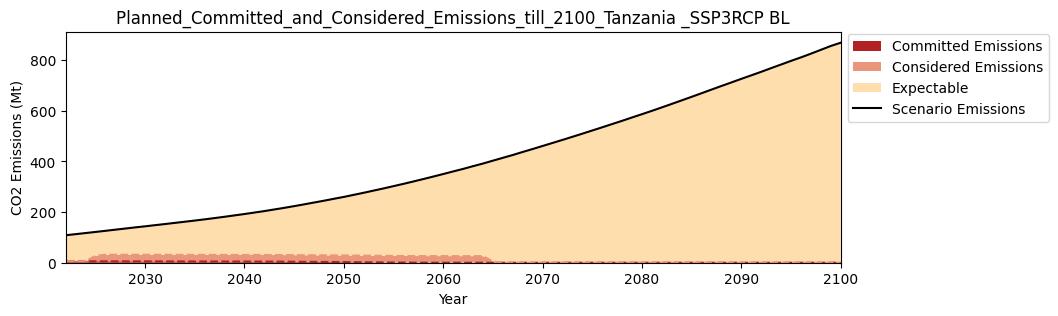 Planned_Committed_and_Considered_Emissions_till_2100_Tanzania _SSP3RCP BL
CO2 Emissions (Mt)
800
600
400
200
0
2030 2040 2050 2060 2070 2080 2090 2100
Year
Committed Emissions
Considered Emissions
Expectable
Scenario Emissions